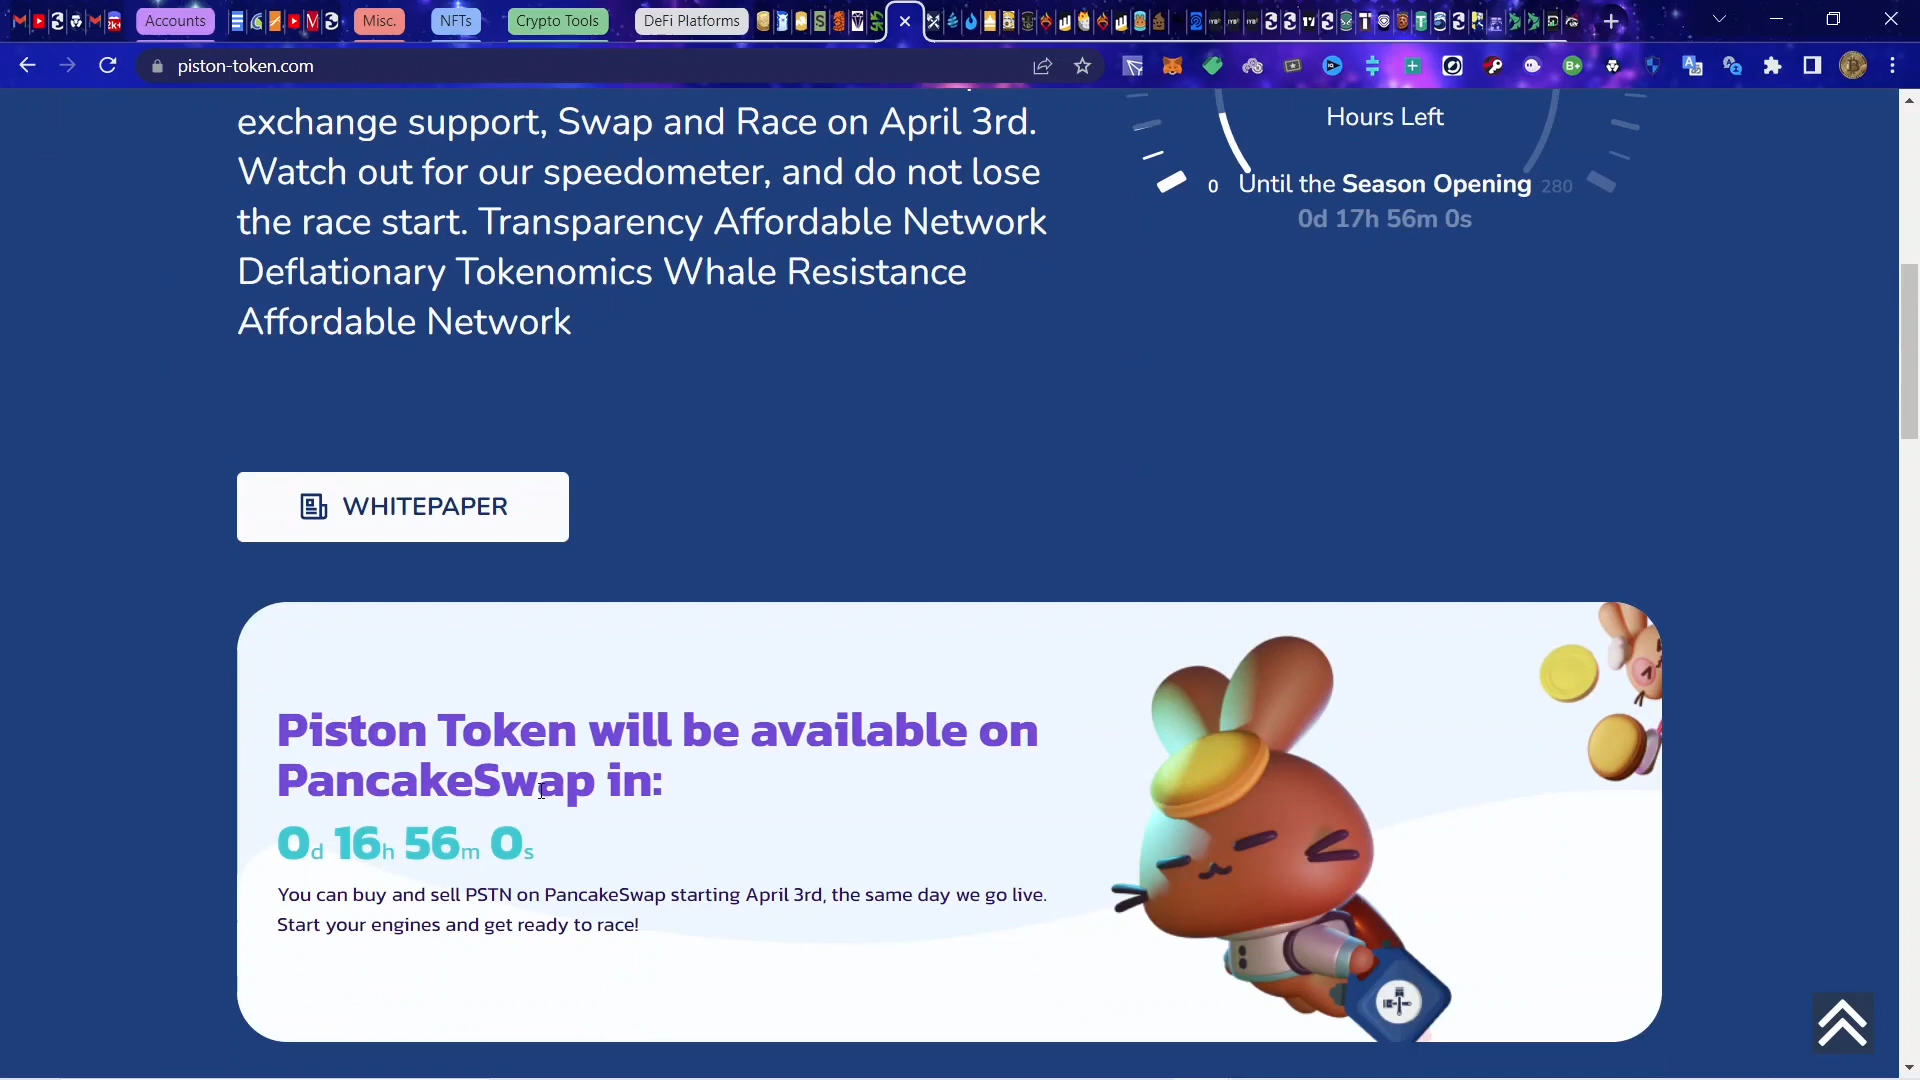 Accounts
Misc.
NFTs
Crypto Tools
DeFi Platforms
piston-token.com
exchange support, Swap and Race on April 3rd.
Watch out for our speedometer, and do not lose
the race start. Transparency Affordable Network
Deflationary Tokenomics Whale Resistance
Affordable Network
Hours Left
0 Until the Season Opening 280
0d 17h 56m 0s
WHITEPAPER
Piston Token will be available on
PancakeSwap in:
0d 16h 56m 0s
You can buy and sell PSTN on PancakeSwap starting April 3rd, the same day we go live.
Start your engines and get ready to race!